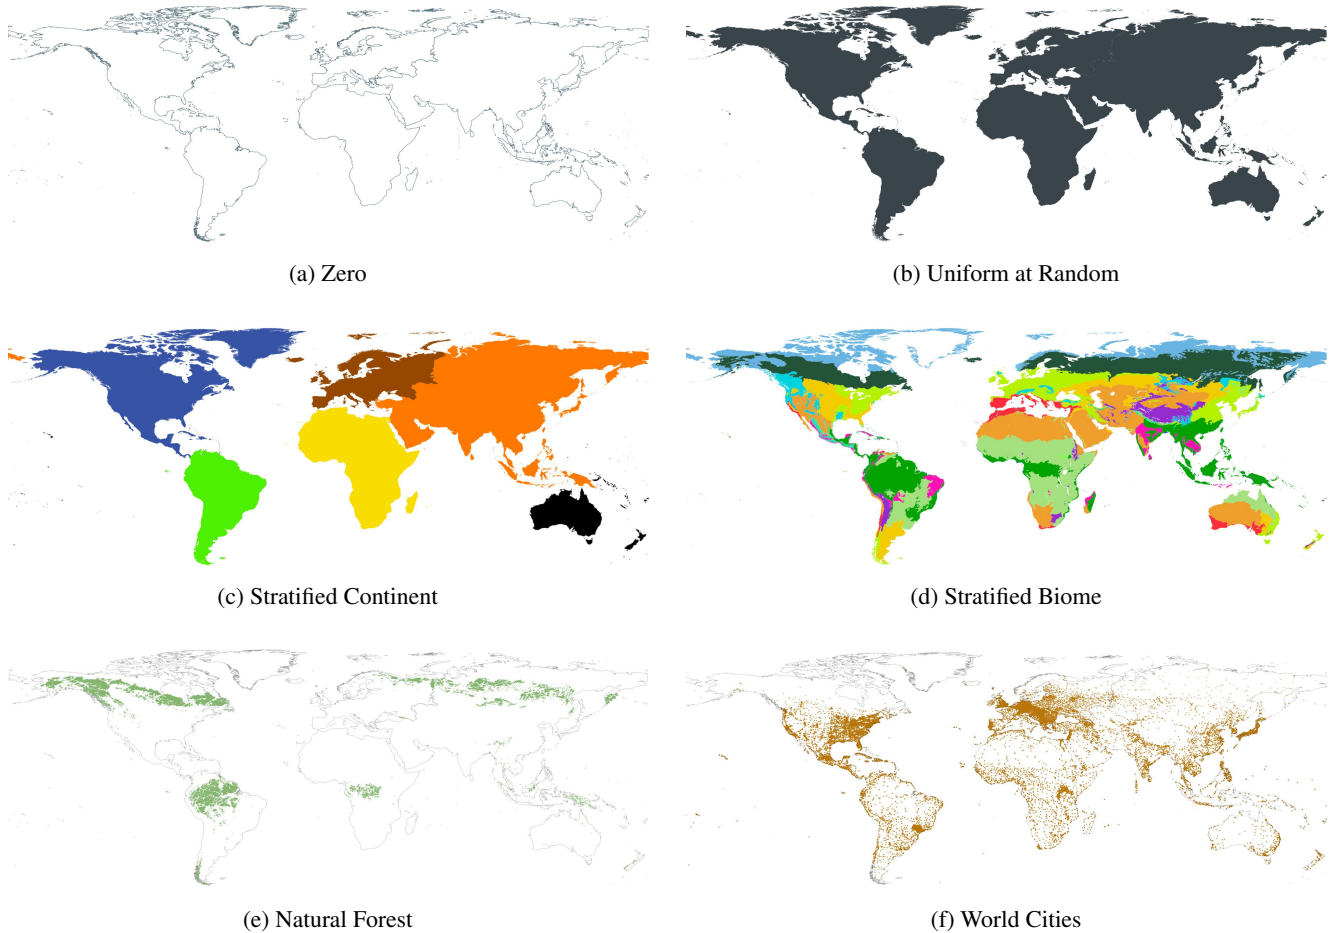 (a) Zero
(b) Uniform at Random
(c) Stratified Continent
(d) Stratified Biome
(e) Natural Forest
(f) World Cities